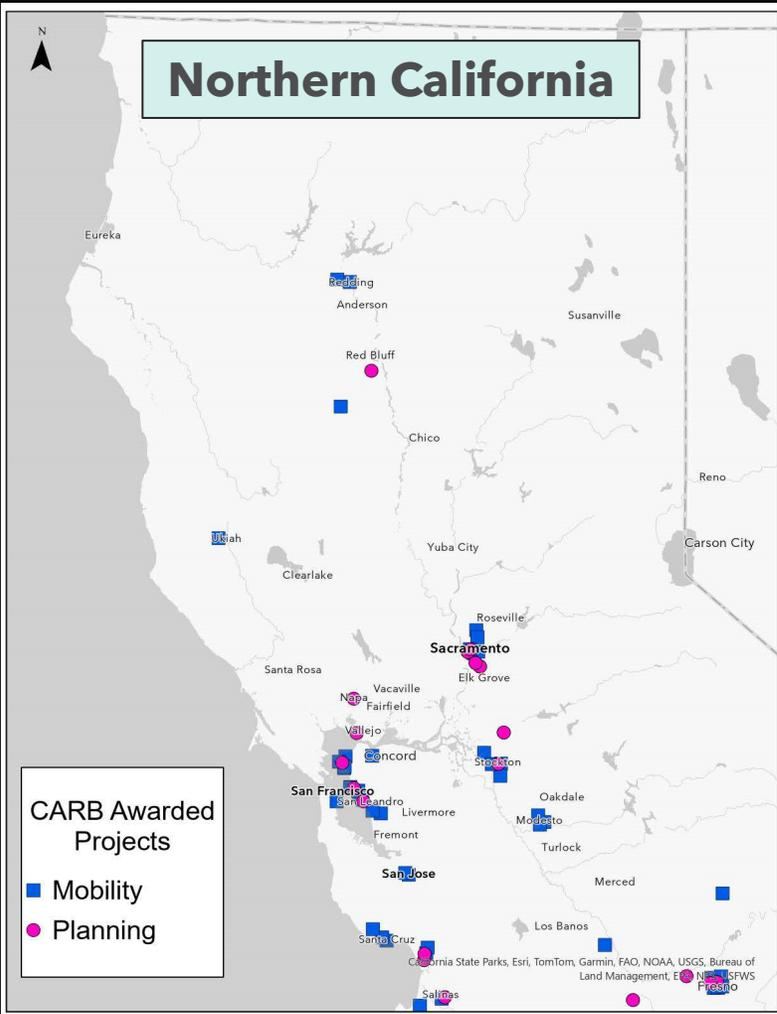 N
Northern California
Eureka
Redding
Anderson
Susanville
Red Bluff
Chico
Reno
Ukiah
Yuba City
Carson City
Clearlake
Roseville
Sacramento
Santa Rosa
Elk Grove
Vacaville
Napa
Fairfield
Vallejo
Concord
Stockton
San Francisco
Oakdale
San Leandro
Livermore
Modesto
Fremont
Turlock
San Jose
Merced
Los Banos
Santa Cruz
California State Parks, Esri, TomTom, Garmin, FAO, NOAA, USGS, Bureau of
Land Management, EPA, NPS, USFWS
Fresno
Salinas
CARB Awarded
Projects
Mobility
Planning